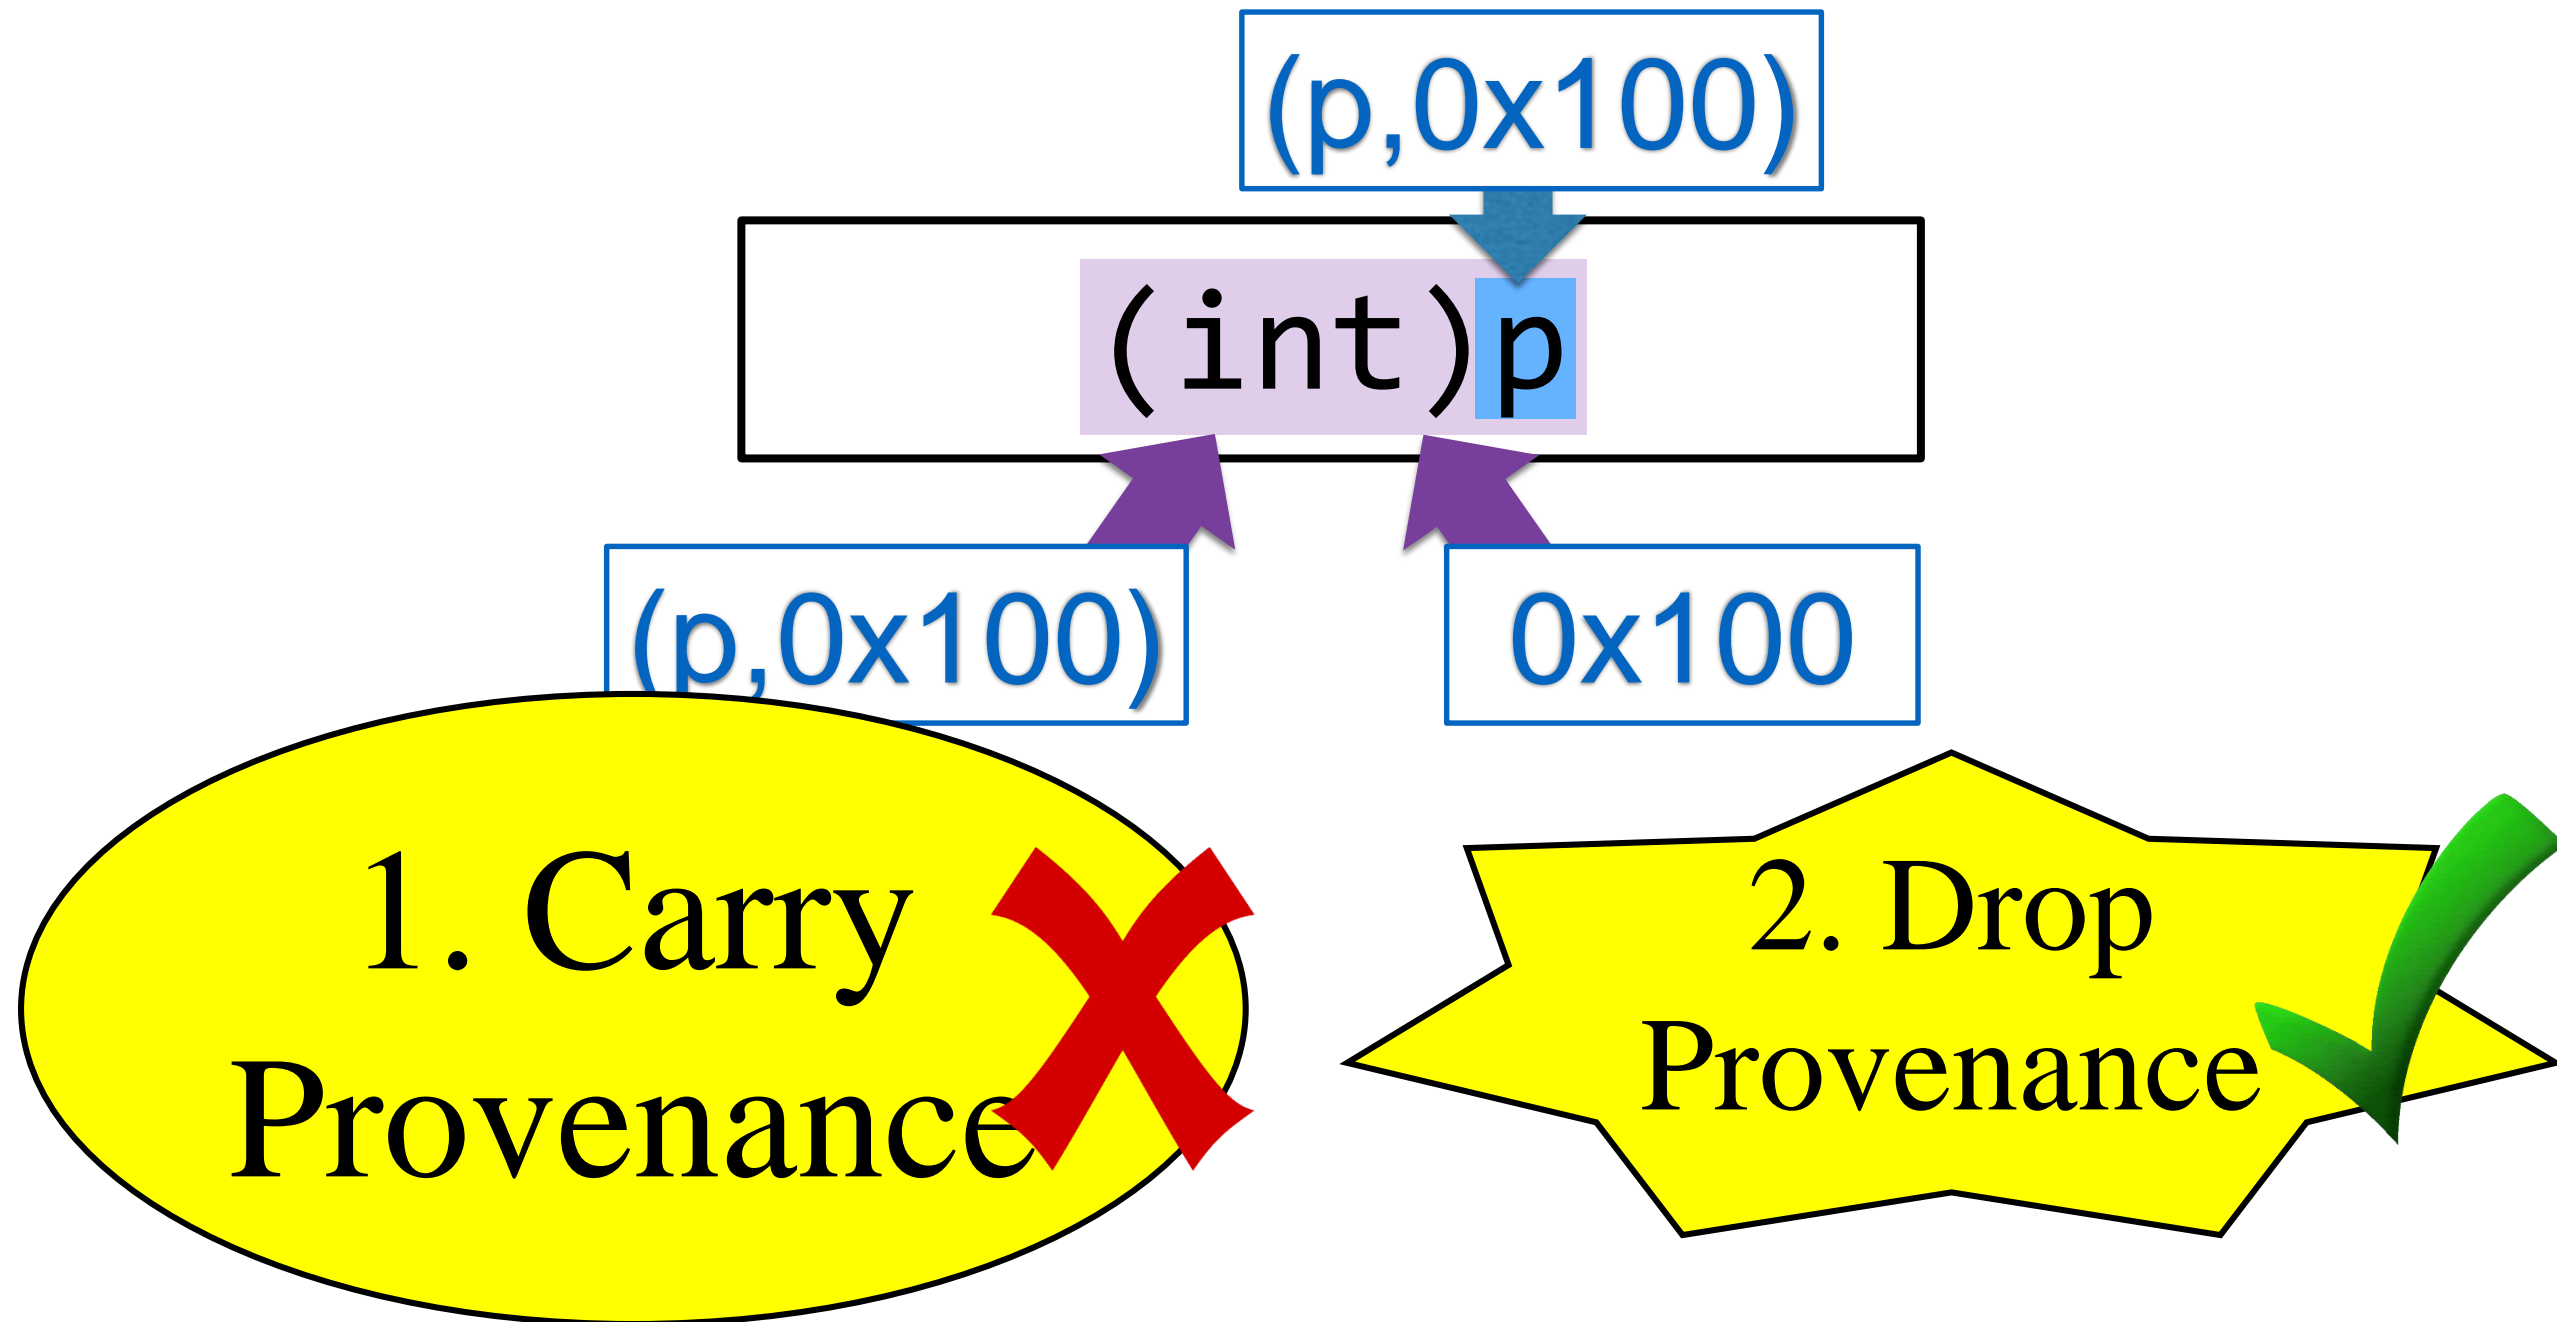 (p,0x100)
(int)p
(p,0x100)
0x100
1. Carry
Provenance
2. Drop
Provenance